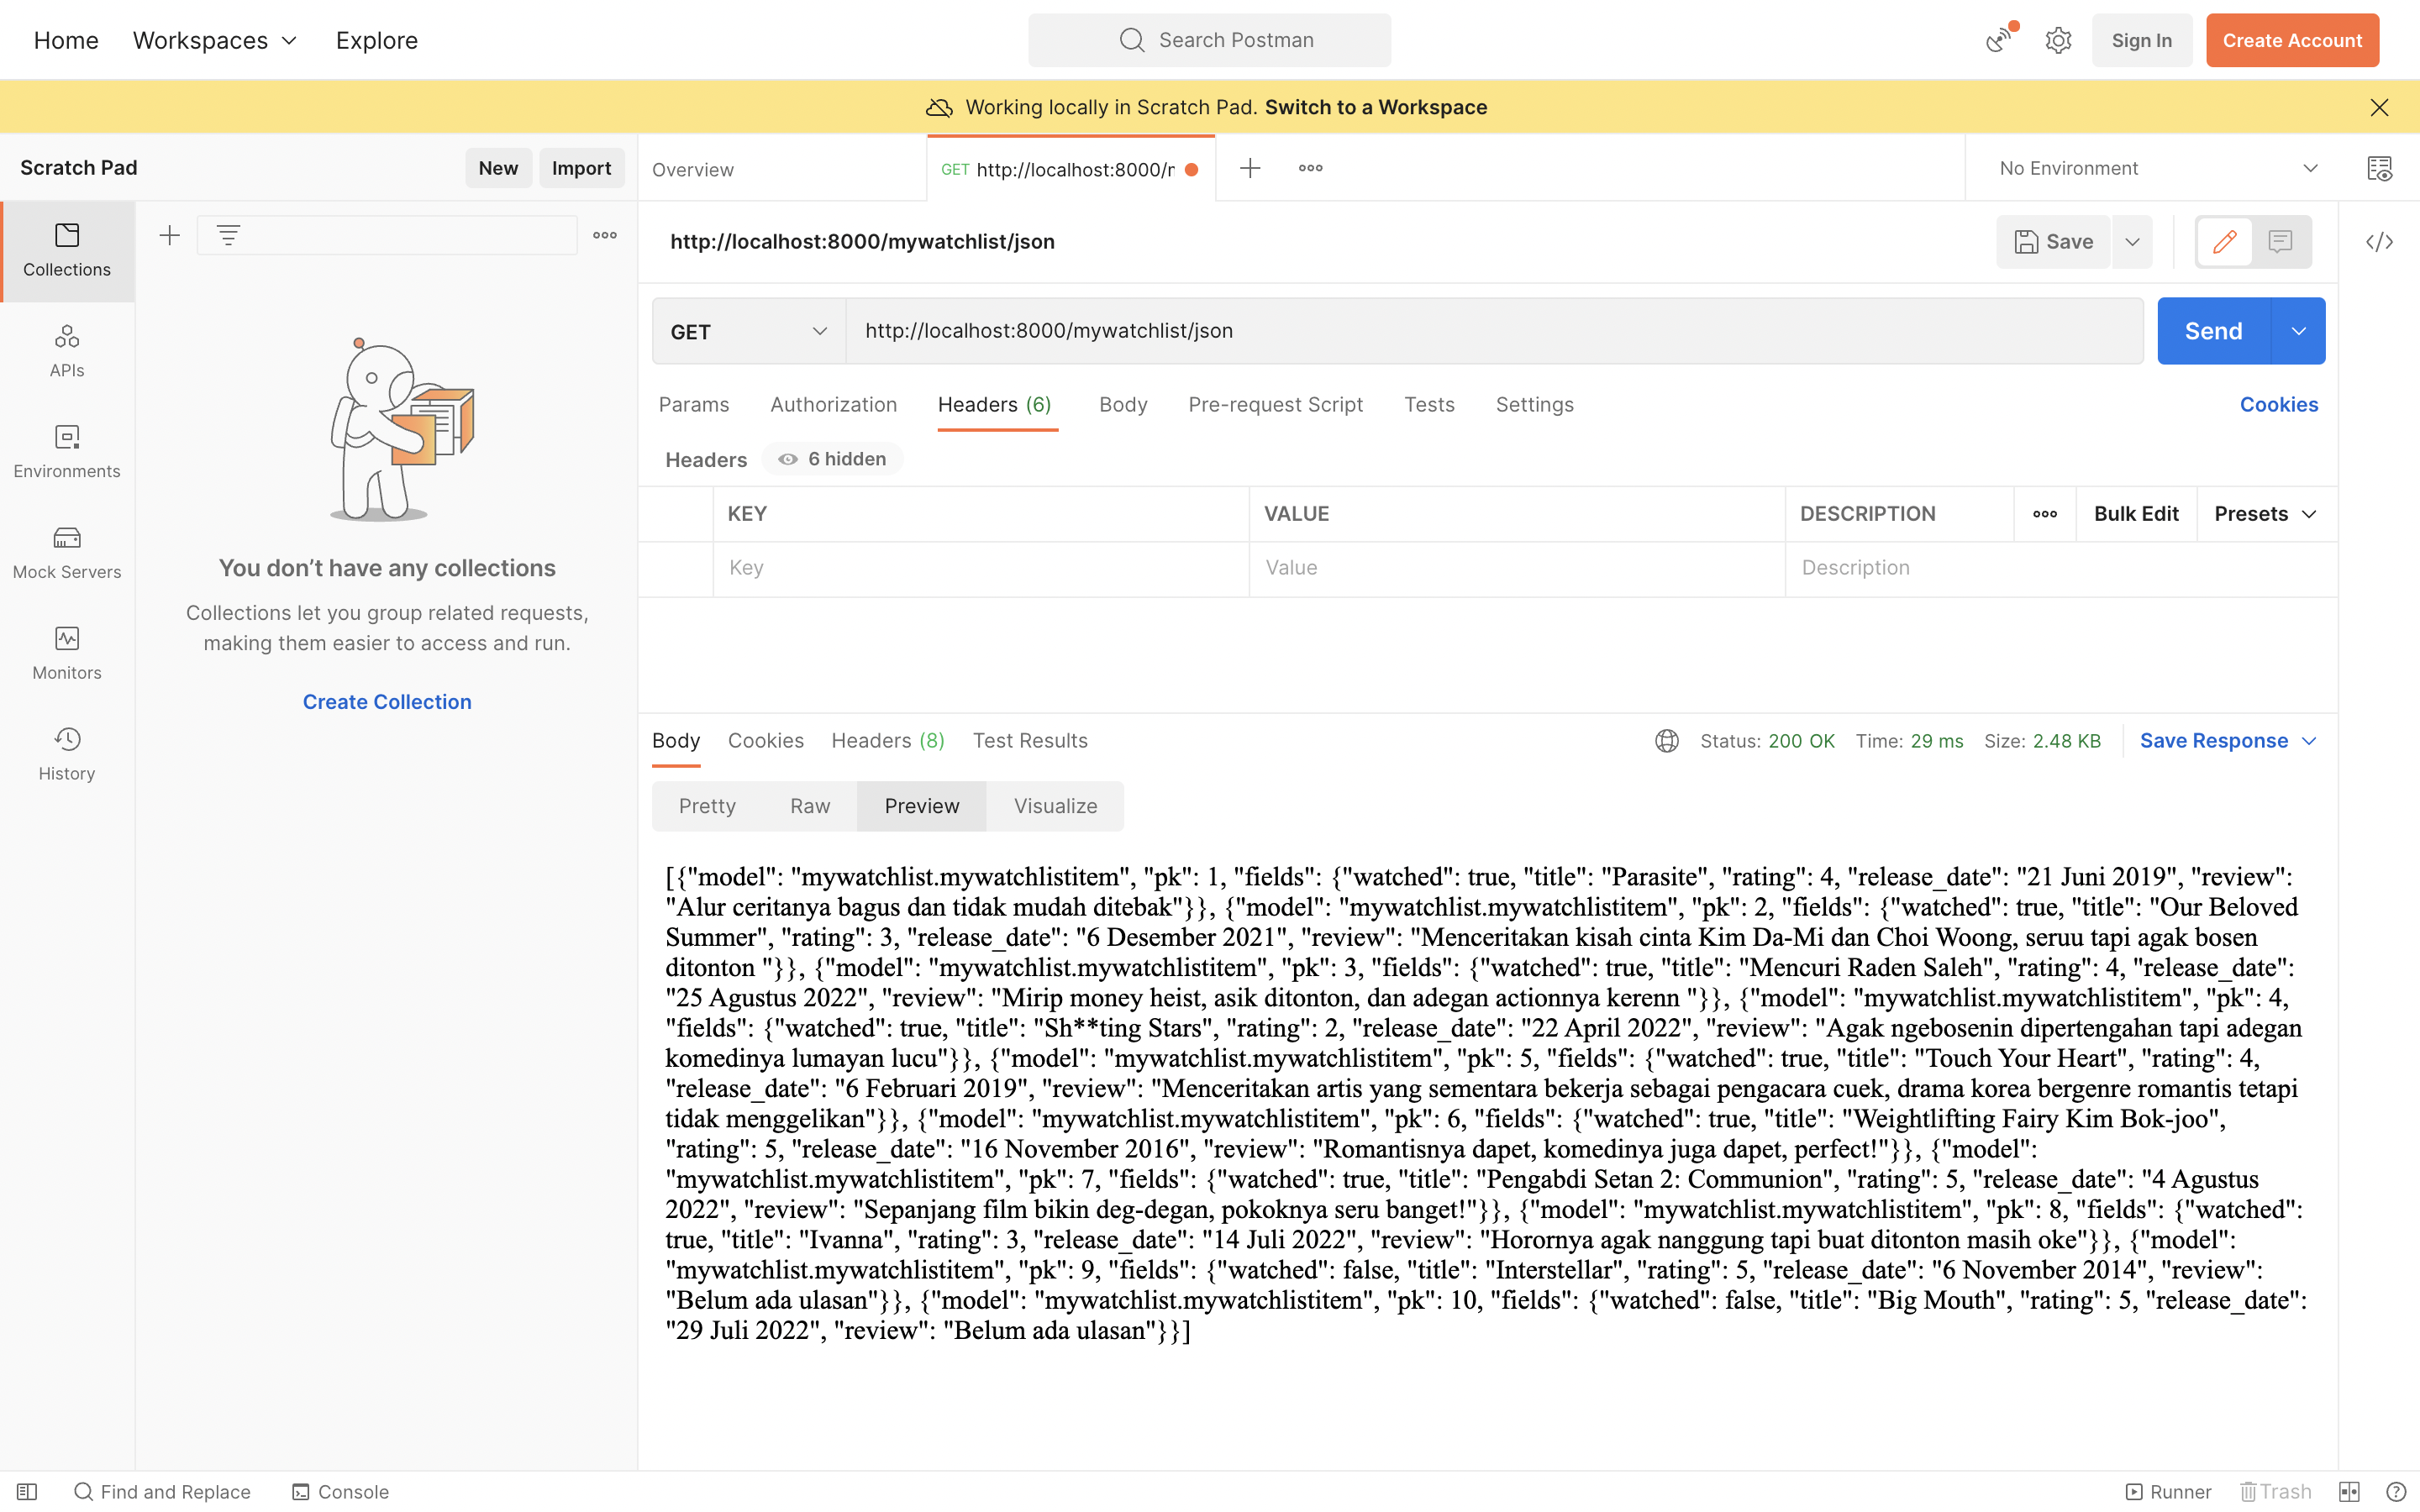 Home
Workspaces
Explore
Search Postman
Sign In
Create Account
Working locally in Scratch Pad. Switch to a Workspace
Scratch Pad
New
Import
Overview
GET http://localhost:8000/r
No Environment
Collections
APIs
Environments
Mock Servers
Monitors
History
You don’t have any collections
Collections let you group related requests,
making them easier to access and run.
Create Collection
http://localhost:8000/mywatchlist/json
Save
GET
http://localhost:8000/mywatchlist/json
Send
Params
Authorization
Headers (6)
Body
Pre-request Script
Tests
Settings
Cookies
Headers
6 hidden
KEY
VALUE
DESCRIPTION
Bulk Edit
Presets
Key
Value
Description
Body
Cookies
Headers (8)
Test Results
Status: 200 OK
Time: 29 ms
Size: 2.48 KB
Save Response
Pretty
Raw
Preview
Visualize
[{"model": "mywatchlist.mywatchlistitem", "pk": 1, "fields": {"watched": true, "title": "Parasite", "rating": 4, "release_date": "21 Juni 2019", "review":
"Alur ceritanya bagus dan tidak mudah ditebak"}}, {"model": "mywatchlist.mywatchlistitem", "pk": 2, "fields": {"watched": true, "title": "Our Beloved
Summer", "rating": 3, "release_date": "6 Desember 2021", "review": "Menceritakan kisah cinta Kim Da-Mi dan Choi Woong, seruu tapi agak bosen
ditonton "}}, {"model": "mywatchlist.mywatchlistitem", "pk": 3, "fields": {"watched": true, "title": "Mencuri Raden Saleh", "rating": 4, "release_date":
"25 Agustus 2022", "review": "Mirip money heist, asik ditonton, dan adegan actionnya kerenn "}}, {"model": "mywatchlist.mywatchlistitem", "pk": 4,
"fields": {"watched": true, "title": "Sh**ting Stars", "rating": 2, "release_date": "22 April 2022", "review": "Agak ngebosenin dipertengahan tapi adegan
komedinya lumayan lucu"}}, {"model": "mywatchlist.mywatchlistitem", "pk": 5, "fields": {"watched": true, "title": "Touch Your Heart", "rating": 4,
"release_date": "6 Februari 2019", "review": "Menceritakan artis yang sementara bekerja sebagai pengacara cuek, drama korea bergenre romantis tetapi
tidak menggelikan"}}, {"model": "mywatchlist.mywatchlistitem", "pk": 6, "fields": {"watched": true, "title": "Weightlifting Fairy Kim Bok-joo",
"rating": 5, "release_date": "16 November 2016", "review": "Romantisnya dapet, komedinya juga dapet, perfect!"}}, {"model":
"mywatchlist.mywatchlistitem", "pk": 7, "fields": {"watched": true, "title": "Pengabdi Setan 2: Communion", "rating": 5, "release_date": "4 Agustus
2022", "review": "Sepanjang film bikin deg-degan, pokoknya seru banget!"}}, {"model": "mywatchlist.mywatchlistitem", "pk": 8, "fields": {"watched":
true, "title": "Ivanna", "rating": 3, "release_date": "14 Juli 2022", "review": "Horornya agak nanggung tapi buat ditonton masih oke"}}, {"model":
"mywatchlist.mywatchlistitem", "pk": 9, "fields": {"watched": false, "title": "Interstellar", "rating": 5, "release_date": "6 November 2014", "review":
"Belum ada ulasan"}}, {"model": "mywatchlist.mywatchlistitem", "pk": 10, "fields": {"watched": false, "title": "Big Mouth", "rating": 5, "release_date":
"29 Juli 2022", "review": "Belum ada ulasan"}}]
Find and Replace
Console
Runner
Trash